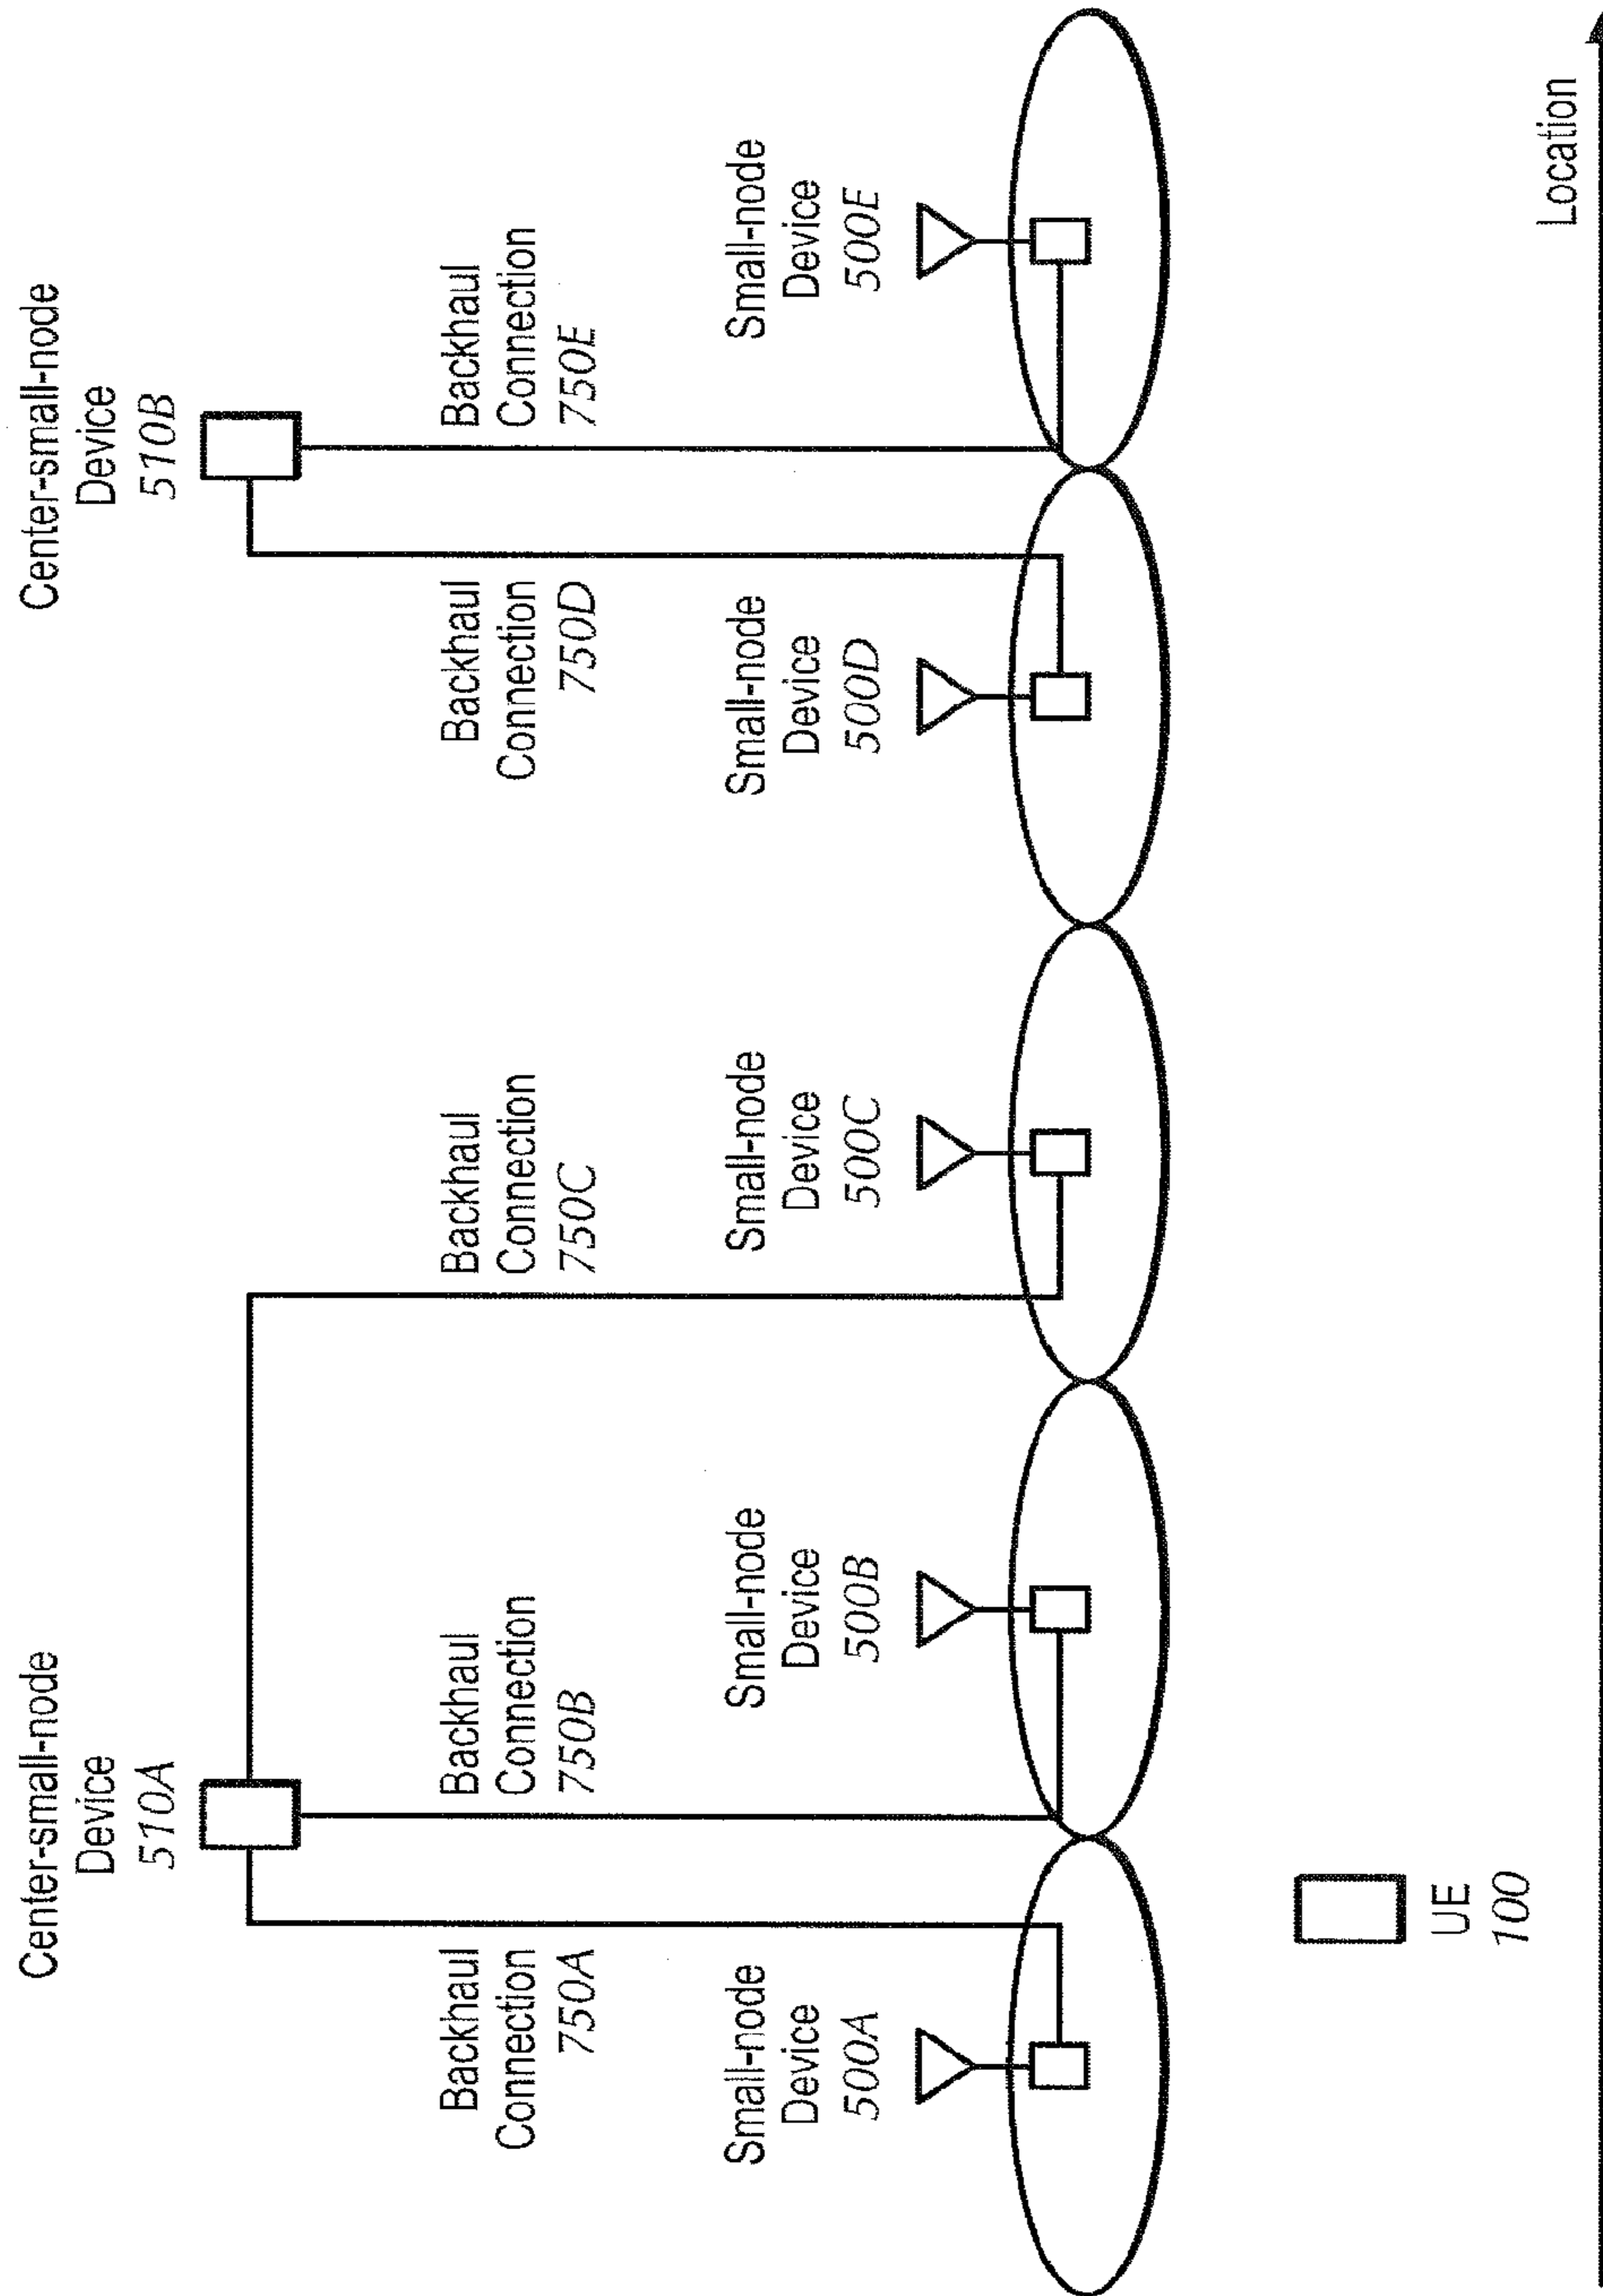 Center-small-node
Device
510A
Center-small-node
Device
510B
Backhaul
Connection
750A
Backhaul
Connection
750B
Backhaul
Connection
750C
Backhaul
Connection
750D
Backhaul
Connection
750E
Small-node
Device
500A
Small-node
Device
500B
Small-node
Device
500C
Small-node
Device
500D
Small-node
Device
500E
UE
100
Location